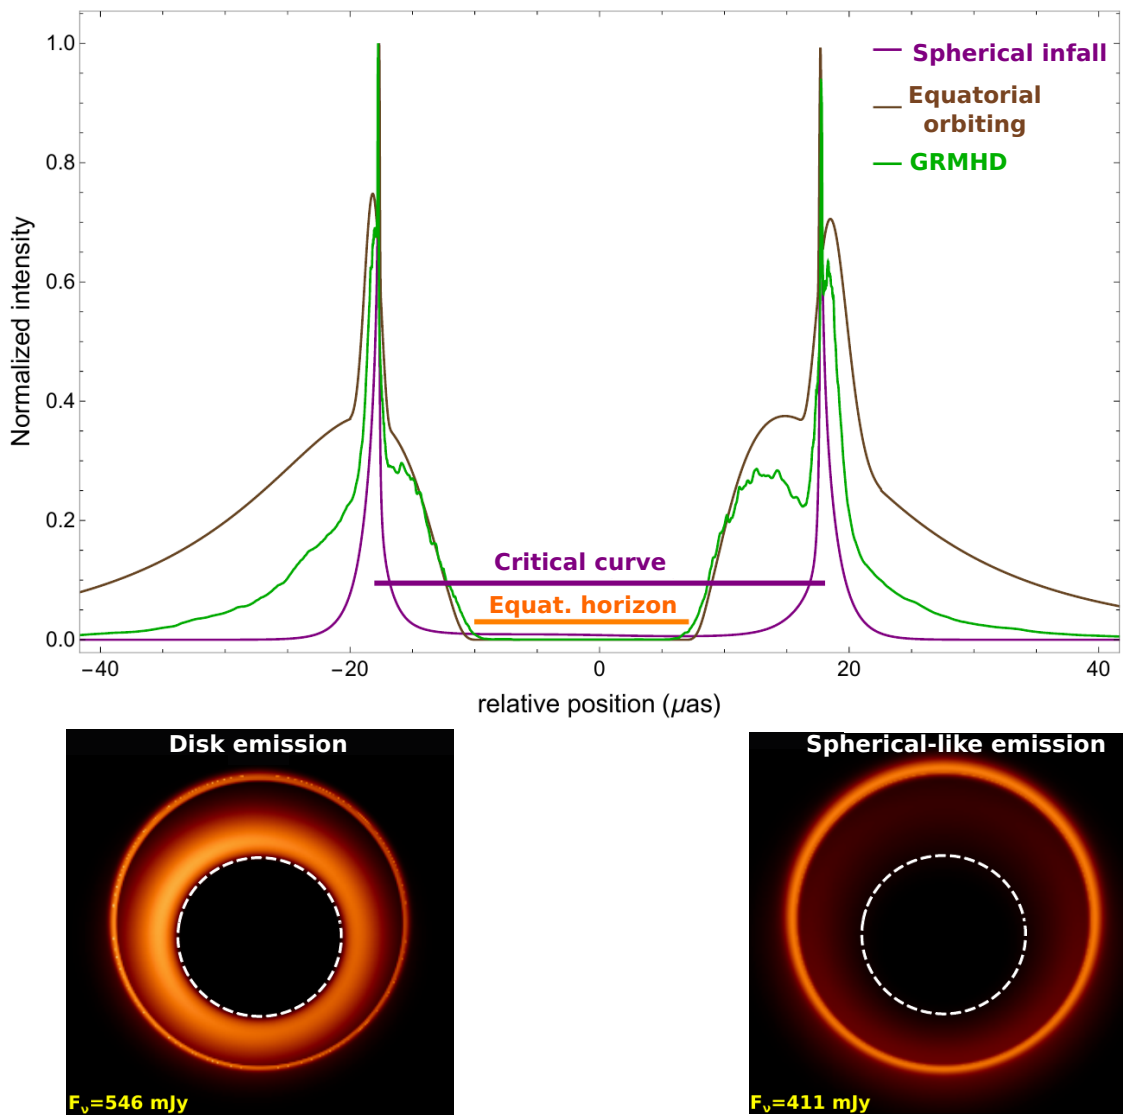 1.0
0.8
0.6
0.4
0.2
0.0
Normalized intensity
Spherical infall
Equatorial
orbiting
GRMHD
Critical curve
Equat. horizon
−40
−20
0
20
40
relative position (μas)
Disk emission
Fν=546 mJy
Spherical-like emission
Fν=411 mJy